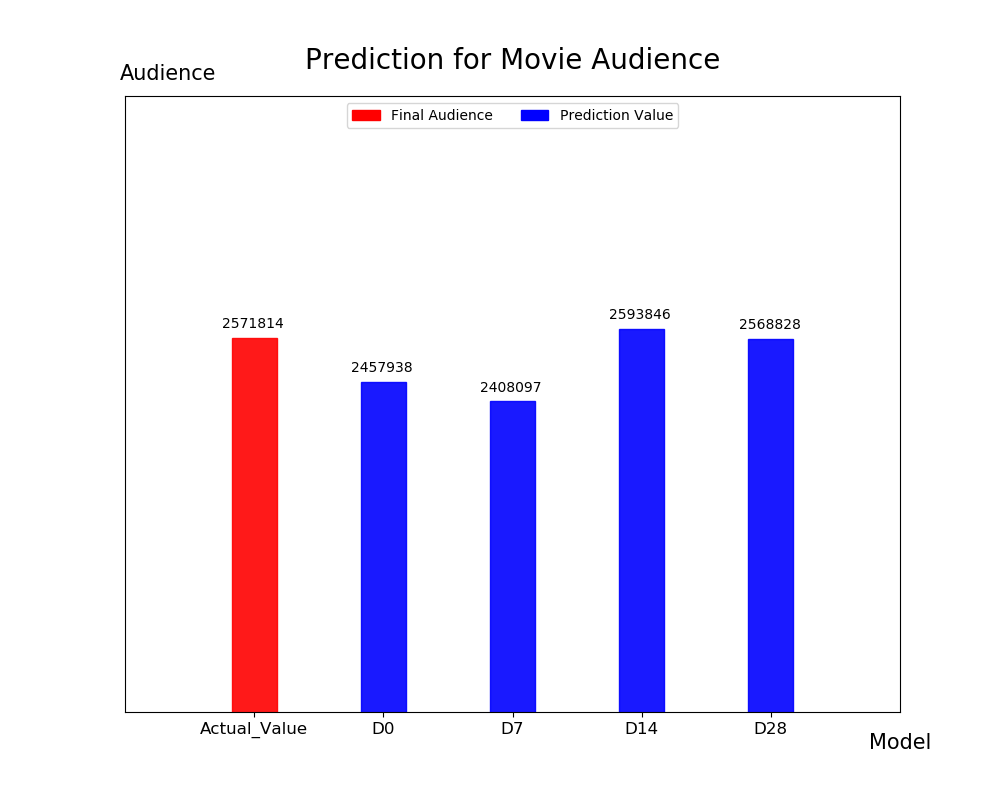 Prediction for Movie Audience
Audience
Final Audience
Prediction Value
2571814
2457938
2408097
2593846
2568828
Actual_Value
D0
D7
D14
D28
Model